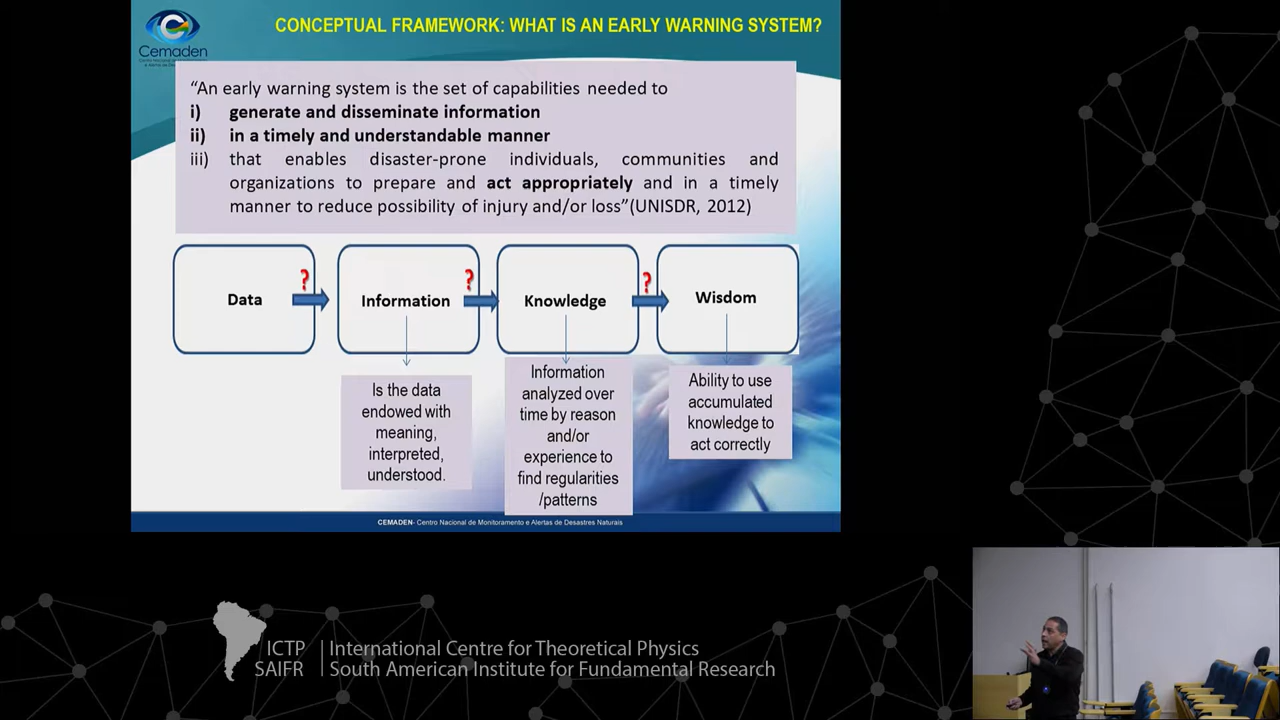 CONCEPTUAL FRAMEWORK: WHAT IS AN EARLY WARNING SYSTEM?
Cemaden
“An early warning system is the set of capabilities needed to
i) generate and disseminate information
ii) in a timely and understandable manner
iii) that enables disaster-prone individuals, communities and
organizations to prepare and act appropriately and in a timely
manner to reduce possibility of injury and/or loss”(UNISDR, 2012)
Data
?
Information
?
Knowledge
?
Wisdom
Is the data
endowed with
meaning,
interpreted,
understood.
Information
analyzed over
time by reason
and/or
experience to
find regularities
/patterns
Ability to use
accumulated
knowledge to
act correctly
CEMADEN- Centro Nacional de Monitoramento e Alertas de Desastres Naturais
ICTP
SAIFR
International Centre for Theoretical Physics
South American Institute for Fundamental Research